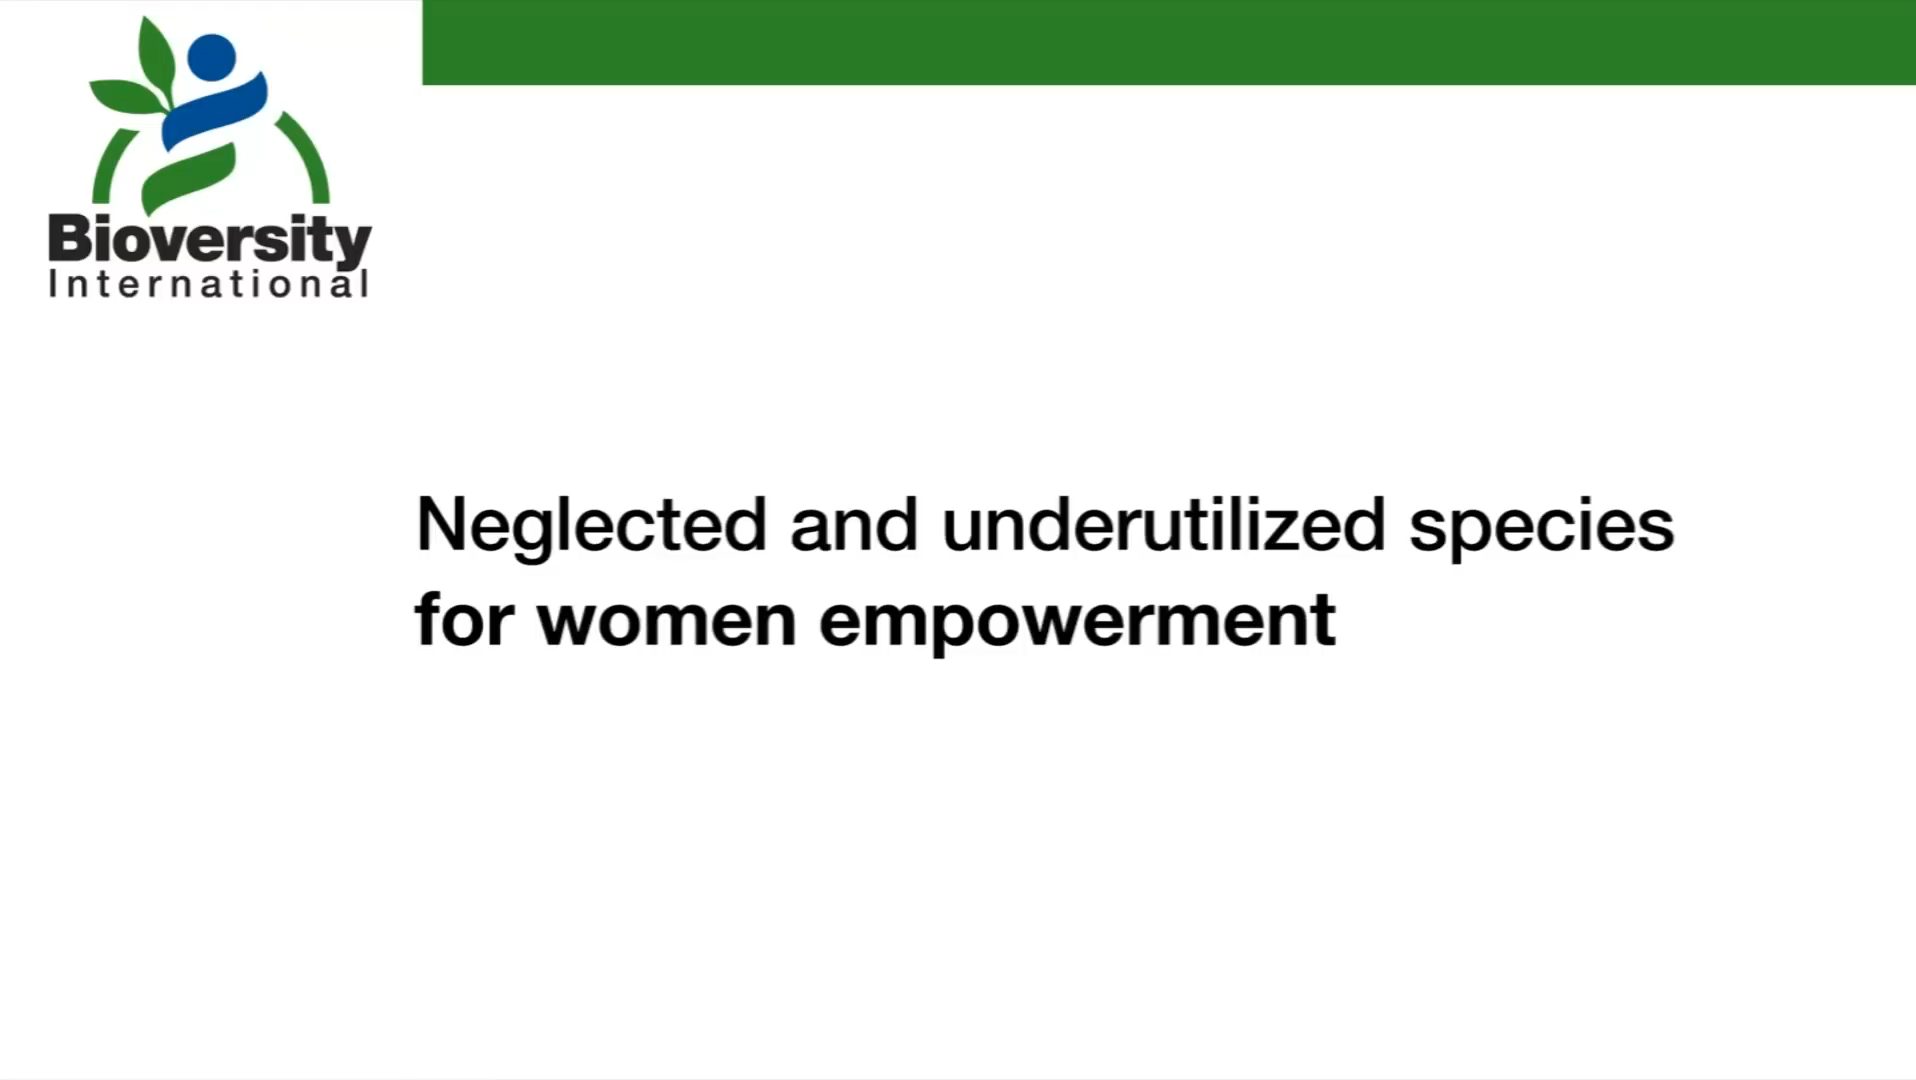 Bioversity
International
Neglected and underutilized species
for women empowerment